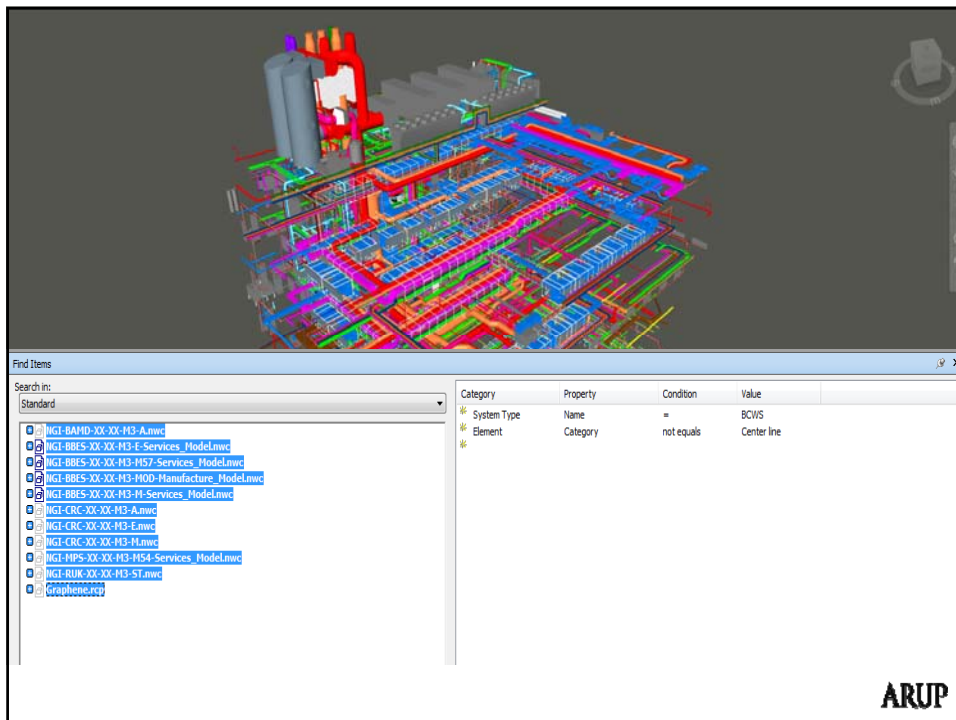 Find Items
Search in:
Standard
NGI-BAMD-XX-XX-M3-A.nwc
NGI-BBES-XX-XX-M3-E-Services_Model.nwc
NGI-BBES-XX-XX-M3-M57-Services_Model.nwc
NGI-BBES-XX-XX-M3-MOD-Manufacture_Model.nwc
NGI-BBES-XX-XX-M3-M-Services_Model.nwc
NGI-CRC-XX-XX-M3-A.nwc
NGI-CRC-XX-XX-M3-E.nwc
NGI-CRC-XX-XX-M3-M.nwc
NGI-MPS-XX-XX-M3-M54-Services_Model.nwc
NGI-RUK-XX-XX-M3-ST.nwc
Graphene.rcp
Category Property Condition Value
System Type Name = BCWS
Element Category not equals Center line
ARUP